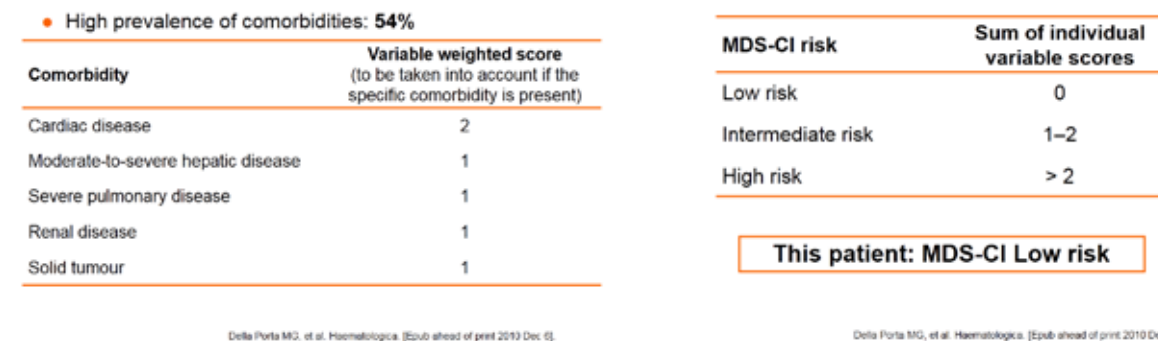 • High prevalence of comorbidities: 54%
Comorbidity
Variable weighted score
(to be taken into account if the
specific comorbidity is present)
Cardiac disease 2
Moderate-to-severe hepatic disease 1
Severe pulmonary disease 1
Renal disease 1
Solid tumour 1
Della Porta MG, et al. Haematologica. [Epub ahead of print 2010 Dec 6].
MDS-CI risk
Sum of individual
variable scores
Low risk 0
Intermediate risk 1–2
High risk > 2
This patient: MDS-CI Low risk
Della Porta MG, et al. Haematologica. [Epub ahead of print 2010 De